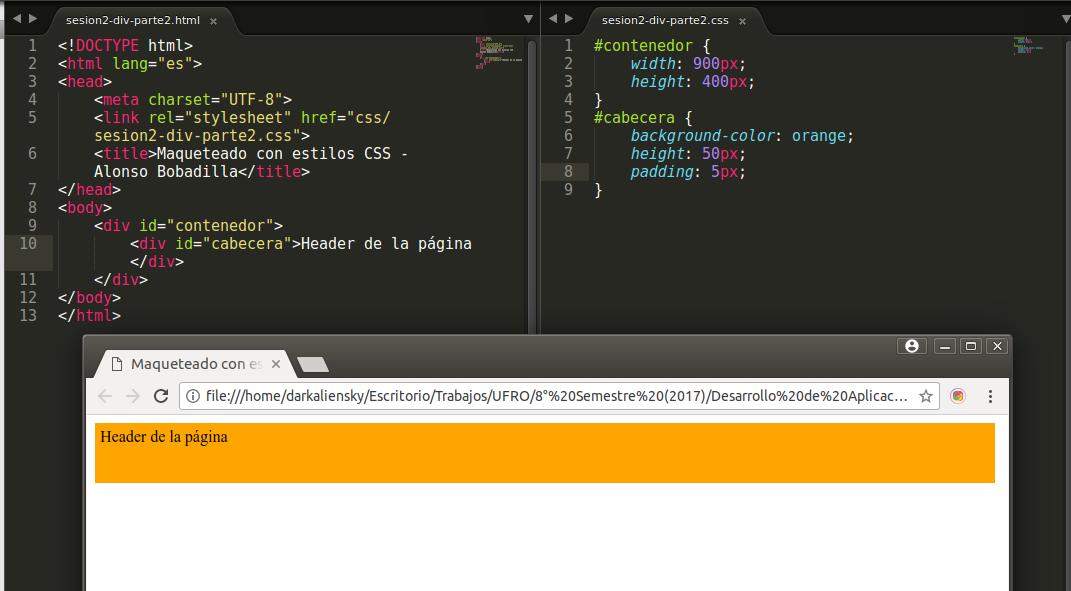 sesion2-div-parte2.html ×
1 <!DOCTYPE html>
2 <html lang="es">
3 <head>
4 <meta charset="UTF-8">
5 <link rel="stylesheet" href="css/
sesion2-div-parte2.css">
6 <title>Maqueteado con estilos CSS -
Alonso Bobadilla</title>
7 </head>
8 <body>
9 <div id="contenedor">
10 <div id="cabecera">Header de la página
</div>
11 </div>
12 </body>
13 </html>
sesion2-div-parte2.css ×
1 #contenedor {
2 width: 900px;
3 height: 400px;
4 }
5 #cabecera {
6 background-color: orange;
7 height: 50px;
8 padding: 5px;
9 }
Maqueteado con es
file:///home/darkaliensky/Escritorio/Trabajos/UFRO/8°%20Semestre%20(2017)/Desarrollo%20de%20Aplicac...
Header de la página